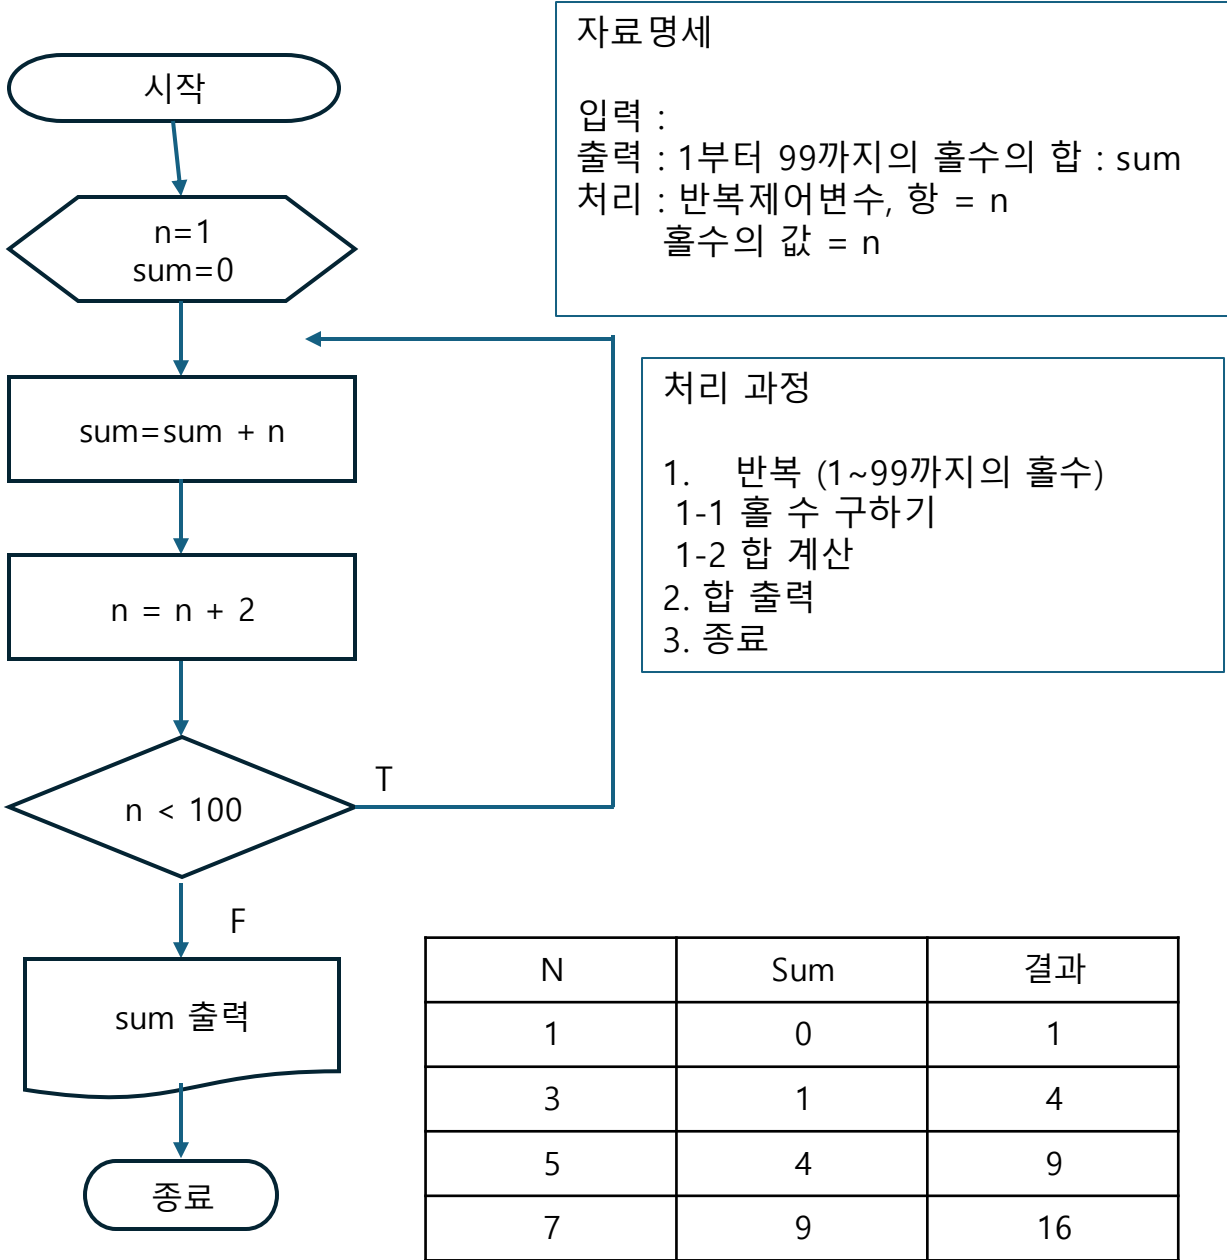 시작
n=1
sum=0
sum=sum + n
n = n + 2
n < 100
T
F
sum 출력
종료
자료명세
입력 :
출력 : 1부터 99까지의 홀수의 합 : sum
처리 : 반복제어변수, 항 = n
홀수의 값 = n
처리 과정
1. 반복 (1~99까지의 홀수)
1-1 홀 수 구하기
1-2 합 계산
2. 합 출력
3. 종료
N Sum 결과
1 0 1
3 1 4
5 4 9
7 9 16